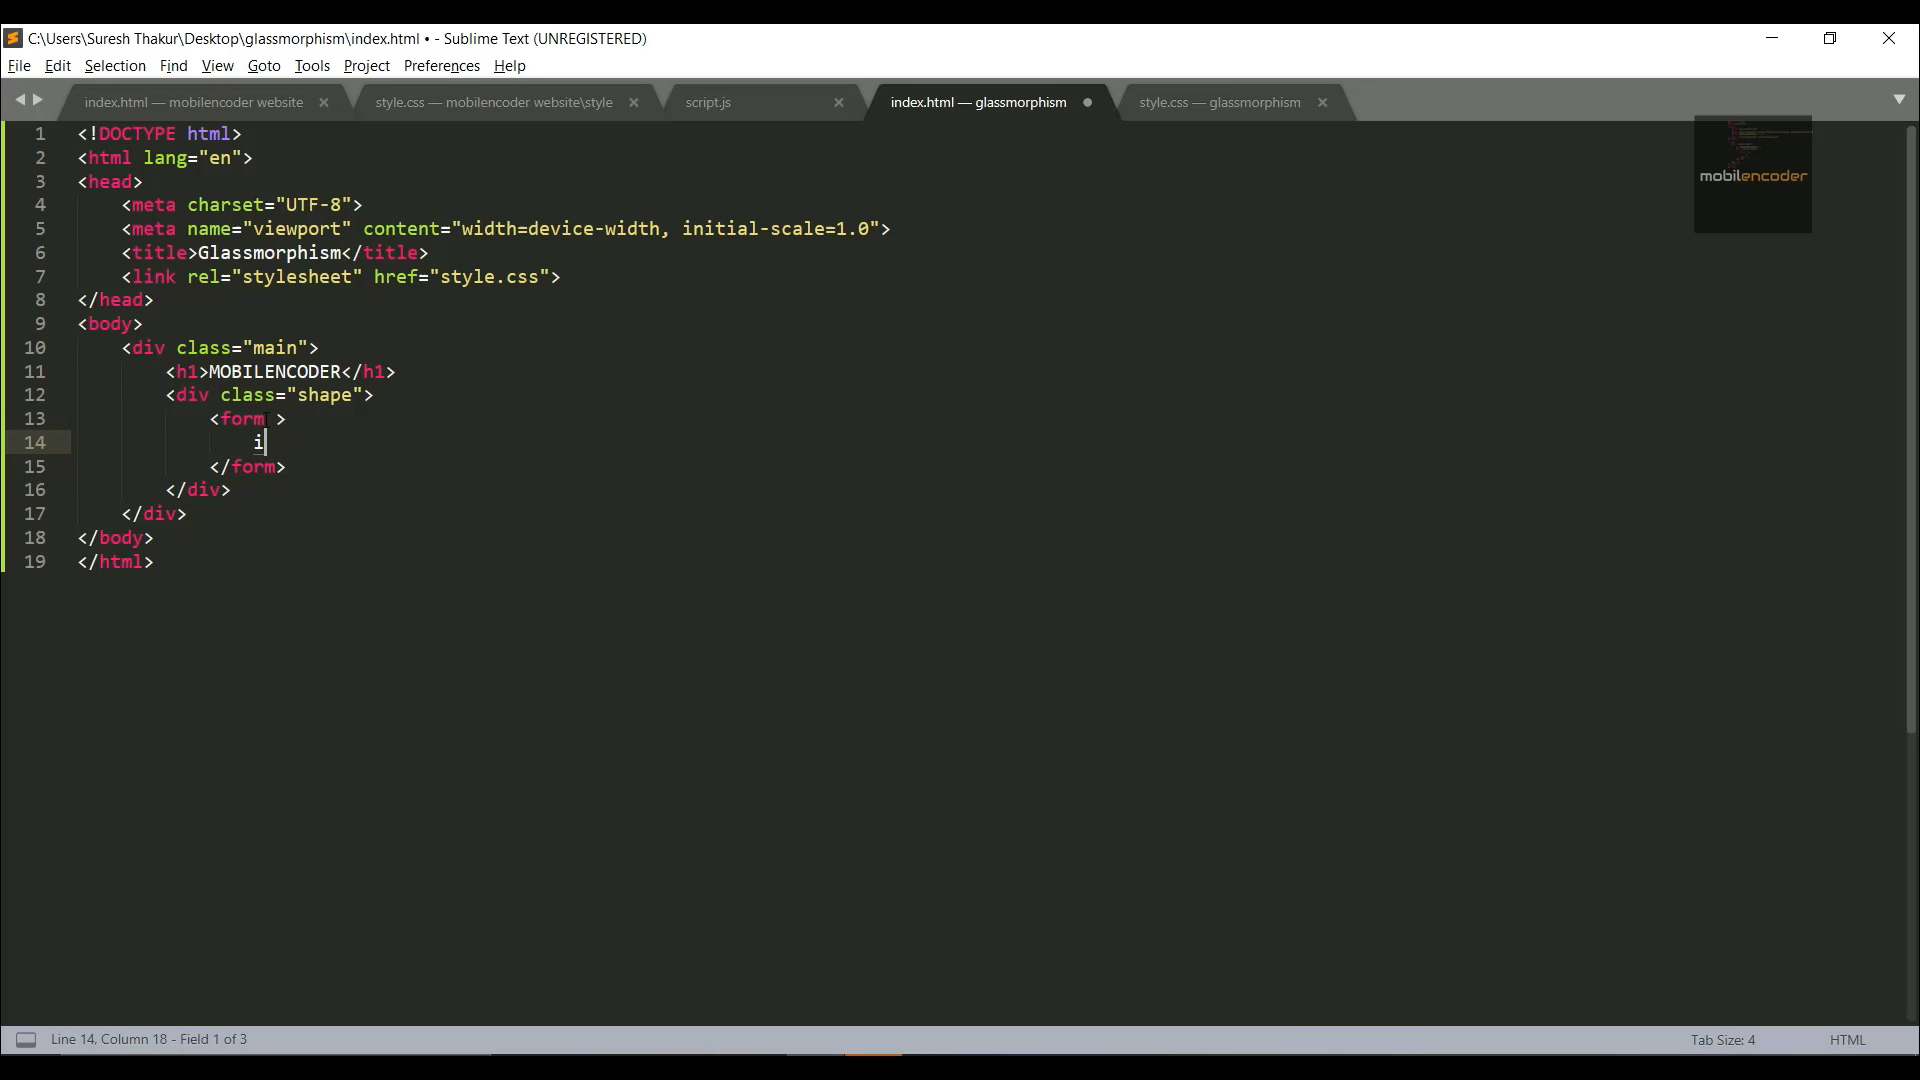 C:\Users\Suresh Thakur\Desktop\glassmorphism\index.html • - Sublime Text (UNREGISTERED)
File Edit Selection Find View Goto Tools Project Preferences Help
index.html — mobilencoder website style.css — mobilencoder website\style script.js index.html — glassmorphism style.css — glassmorphism
1 <!DOCTYPE html>
2 <html lang="en">
3 <head>
4 <meta charset="UTF-8">
5 <meta name="viewport" content="width=device-width, initial-scale=1.0">
6 <title>Glassmorphism</title>
7 <link rel="stylesheet" href="style.css">
8 </head>
9 <body>
10 <div class="main">
11 <h1>MOBILENCODER</h1>
12 <div class="shape">
13 <form >
14 i
15 </form>
16 </div>
17 </div>
18 </body>
19 </html>
mobilencoder
Line 14, Column 18 - Field 1 of 3 Tab Size: 4 HTML